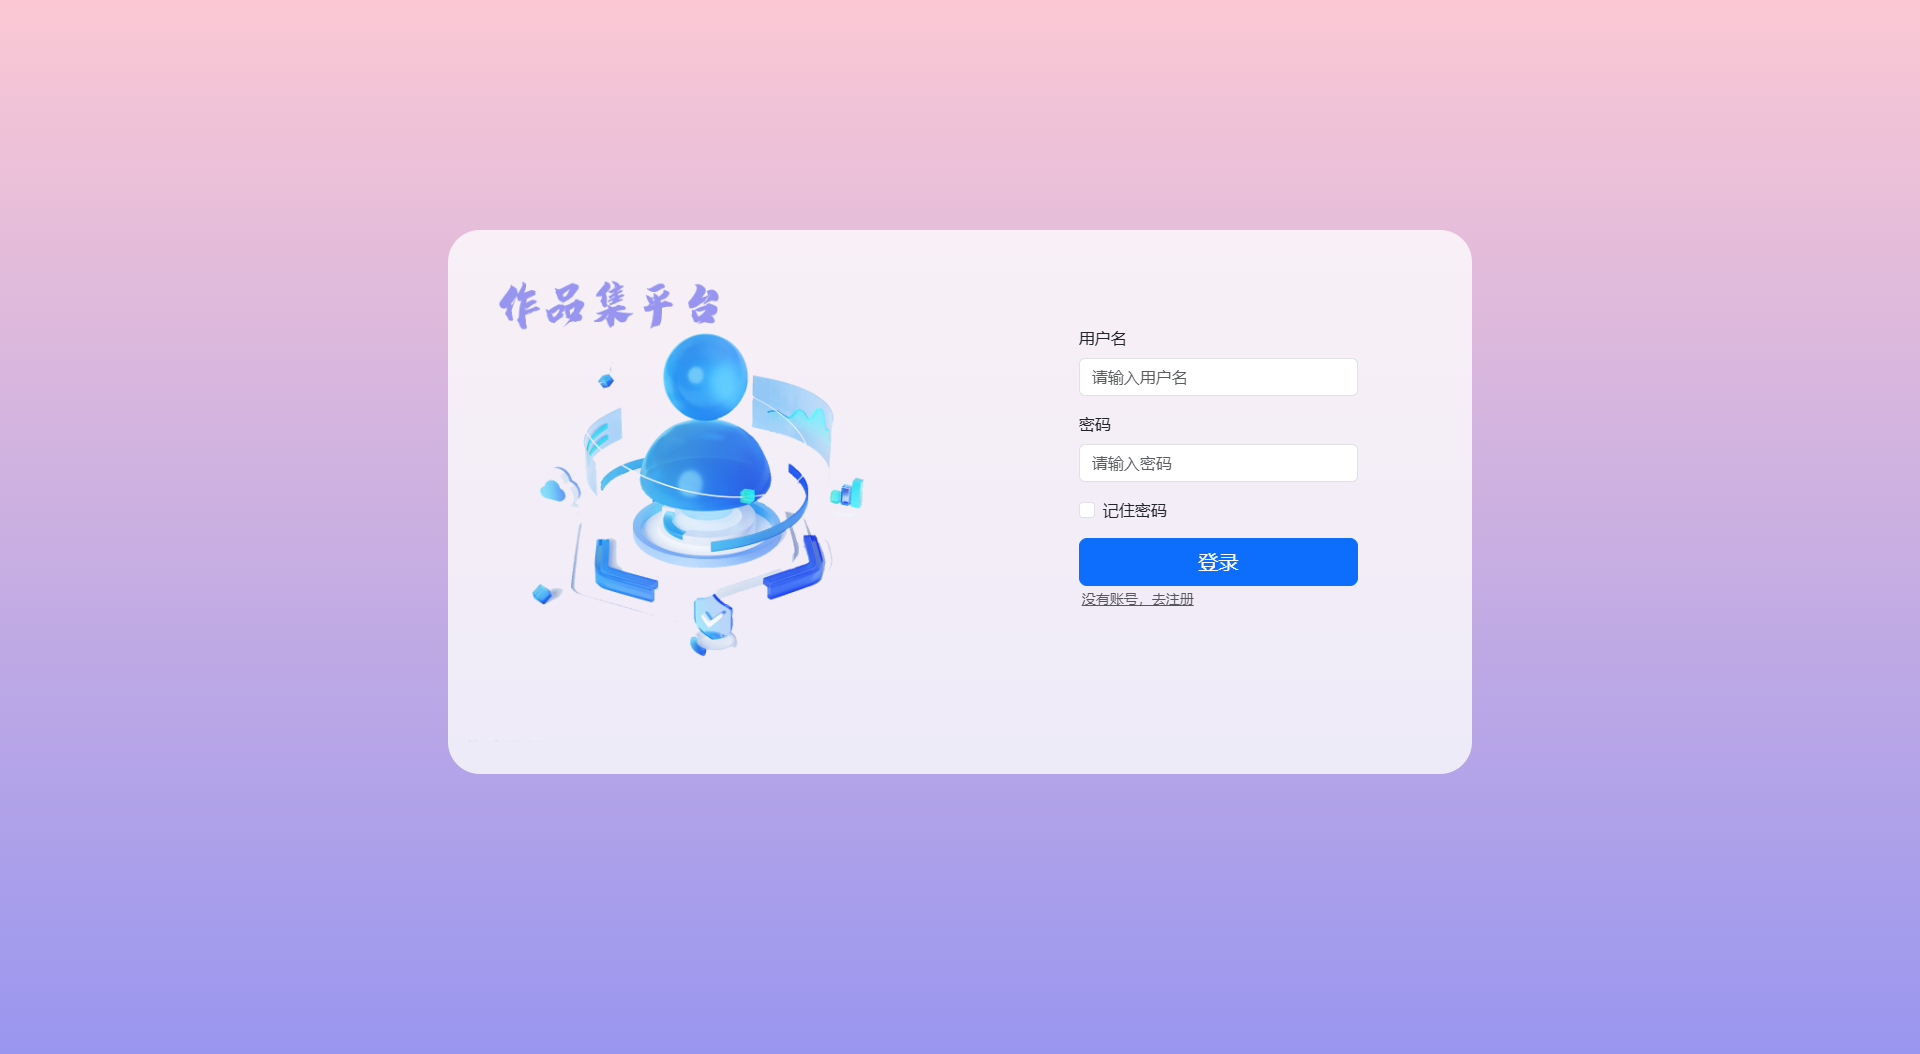 作品集平台
用户名
请输入用户名
密码
请输入密码
记住密码
登录
没有账号，去注册